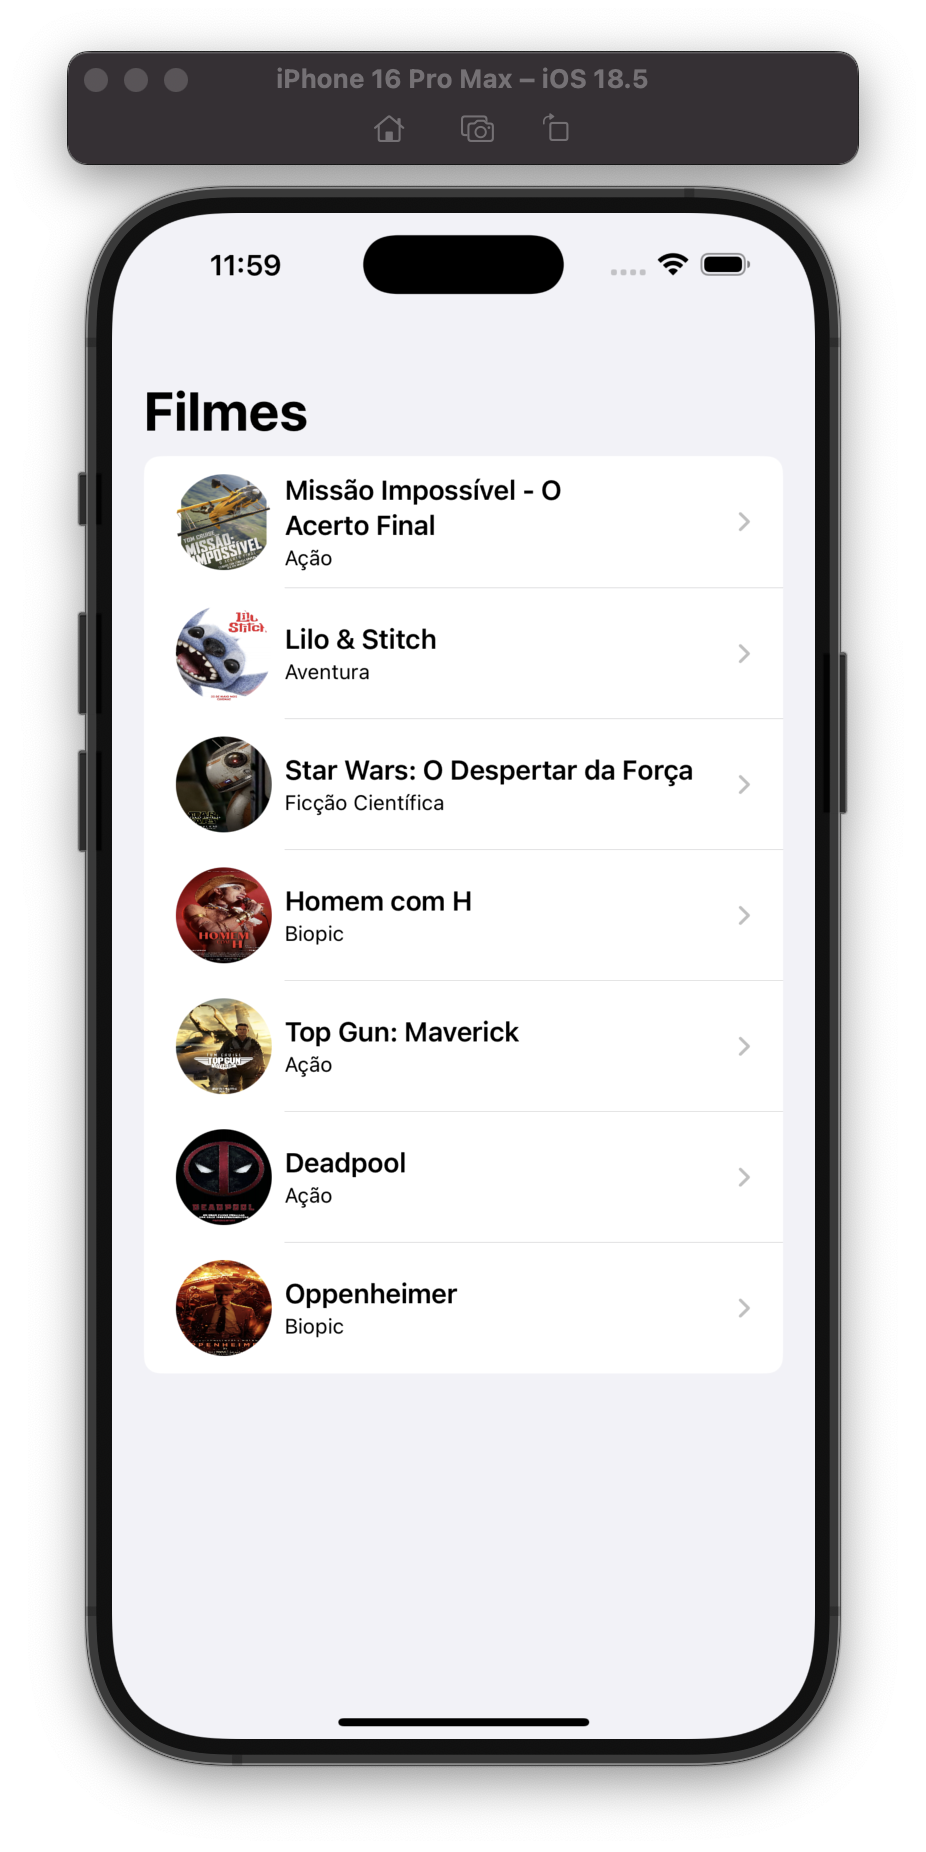 iPhone 16 Pro Max – iOS 18.5
11:59
Filmes
TOM CRUISE
MISSÃO:
IMPOSSÍVEL
Missão Impossível - O
Acerto Final
Ação
Lilo
Stitch
Lilo & Stitch
Aventura
Star Wars: O Despertar da Força
Ficção Científica
HOMEM
H
Homem com H
Biopic
TOM CRUISE
TOP GUN
Top Gun: Maverick
Ação
DEADPOOL
Deadpool
Ação
PENHEIM
Oppenheimer
Biopic